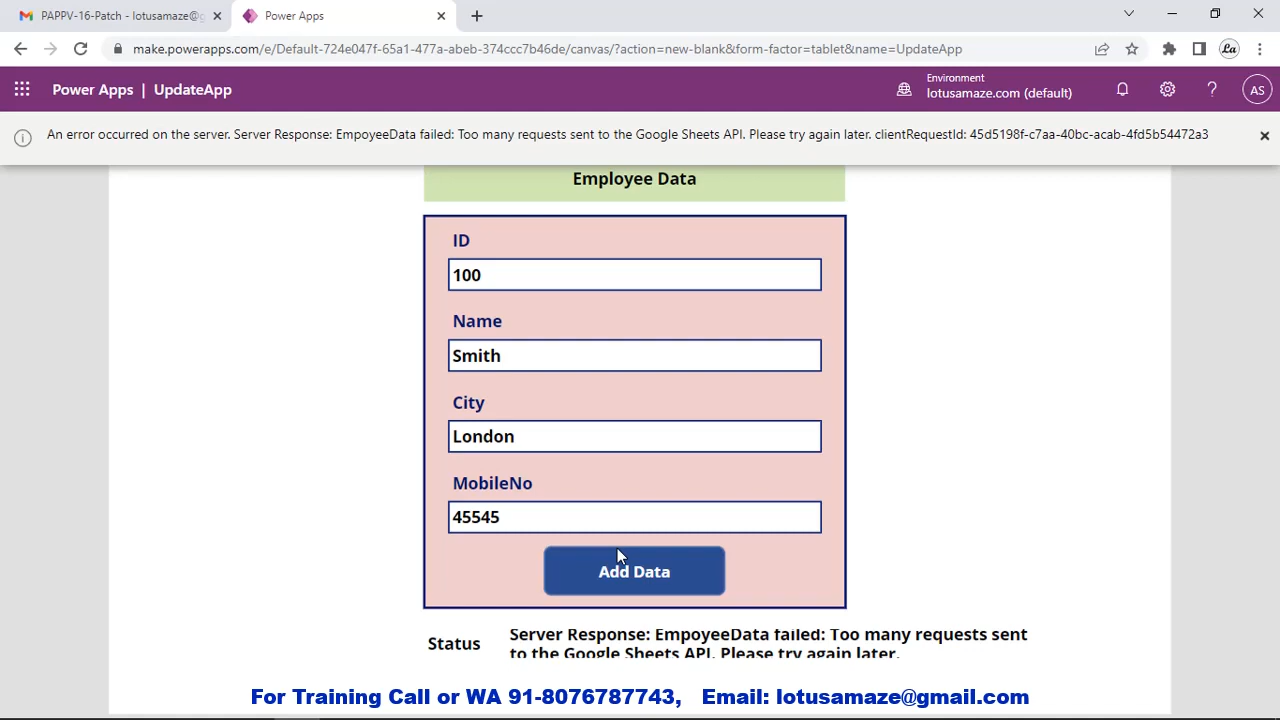 PAPPV-16-Patch - lotusamaze@g
Power Apps
make.powerapps.com/e/Default-724e047f-65a1-477a-abeb-374ccc7b46de/canvas/?action=new-blank&form-factor=tablet&name=UpdateApp
La
Power Apps | UpdateApp
Environment
lotusamaze.com (default)
AS
An error occurred on the server. Server Response: EmpoyeeData failed: Too many requests sent to the Google Sheets API. Please try again later. clientRequestId: 45d5198f-c7aa-40bc-acab-4fd5b54472a3
Employee Data
ID
100
Name
Smith
City
London
MobileNo
45545
Add Data
Status
Server Response: EmpoyeeData failed: Too many requests sent
to the Google Sheets API. Please try again later.
For Training Call or WA 91-8076787743, Email: lotusamaze@gmail.com